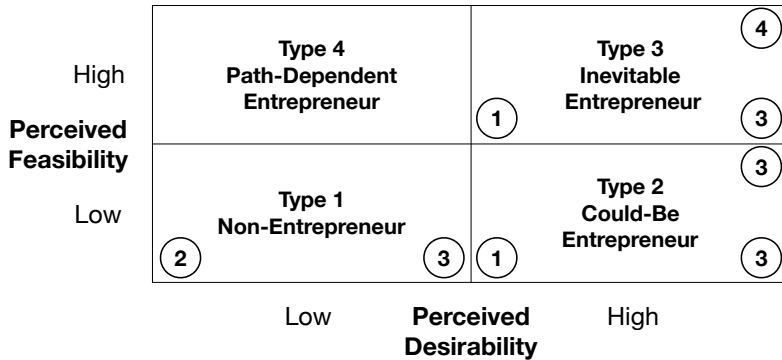 Type 4
Path-Dependent
Entrepreneur
Type 3
Inevitable
Entrepreneur
4
1
3
High
Perceived
Feasibility
Low
Type 1
Non-Entrepreneur
2
3
Type 2
Could-Be
Entrepreneur
3
1
3
Low
Perceived
Desirability
High